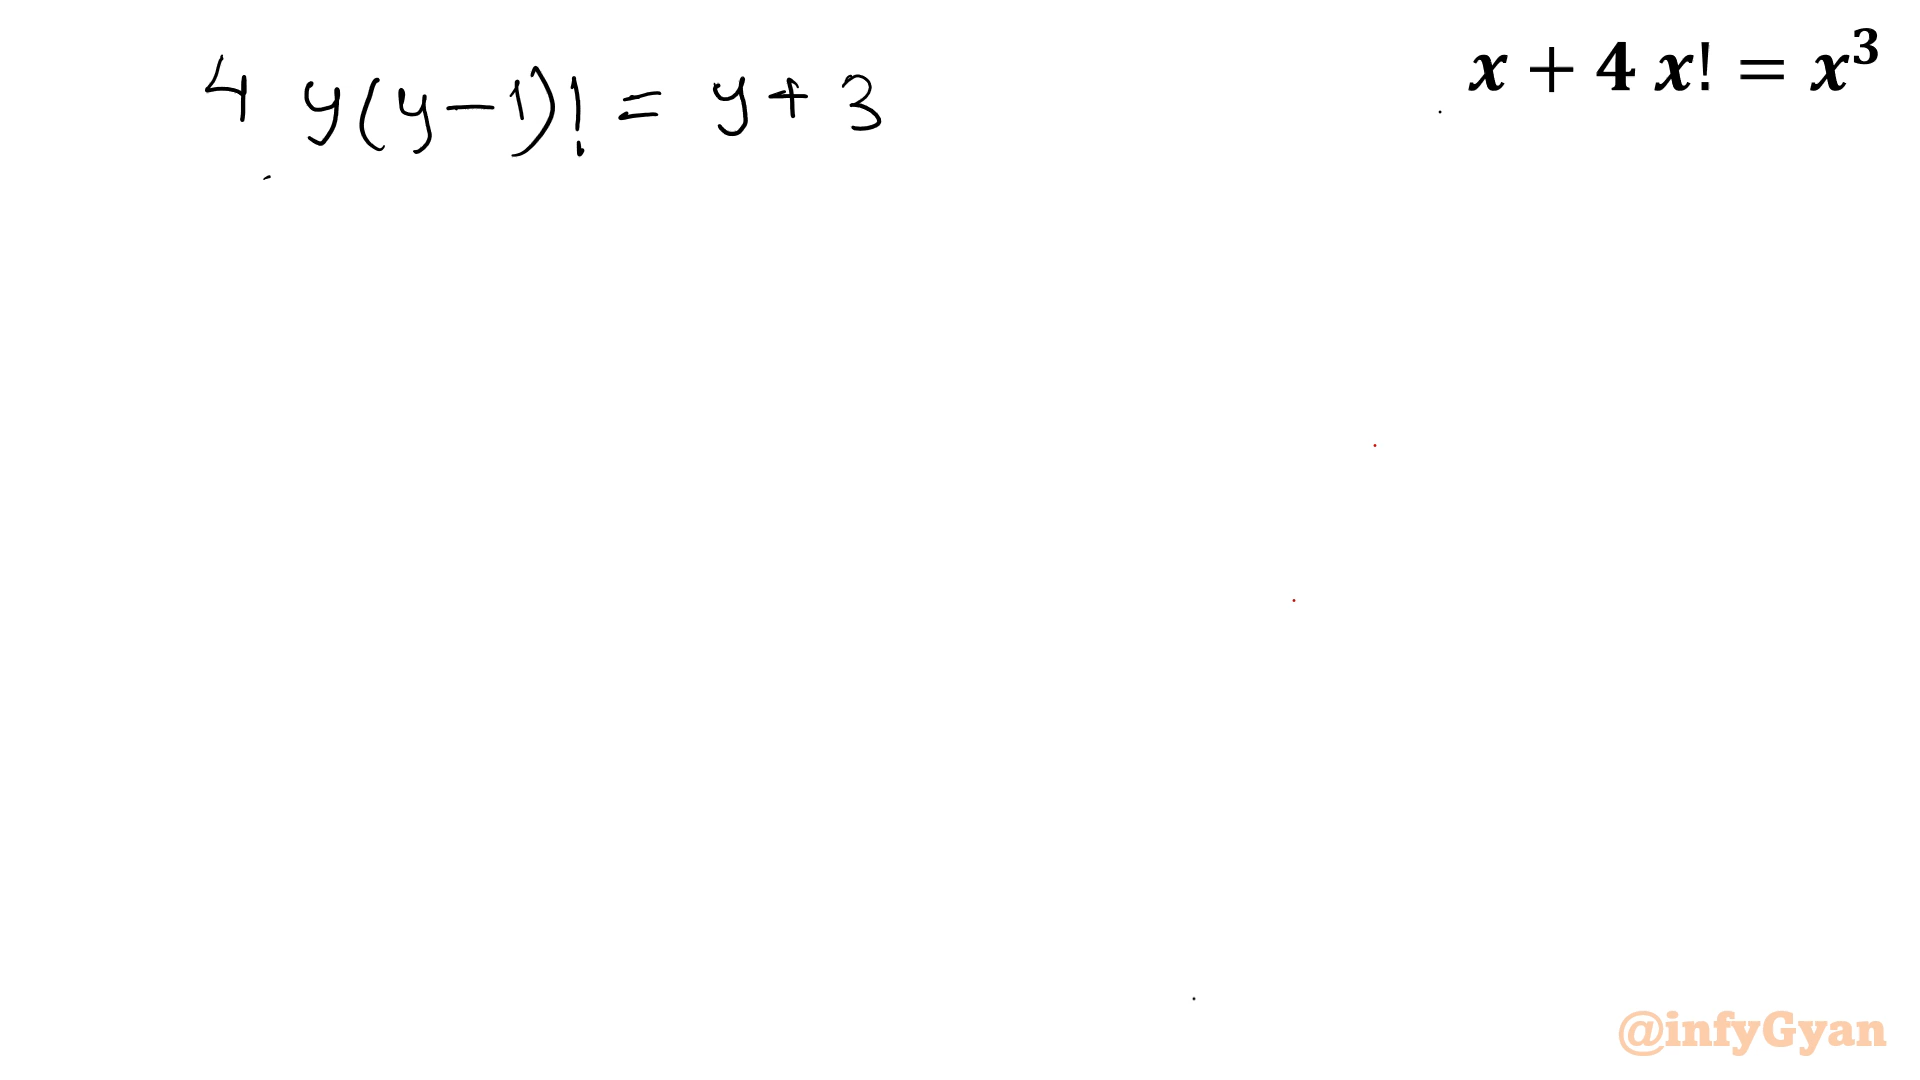 4 y(y-1)! = y+3
x + 4 x! = x³
@infyGyan